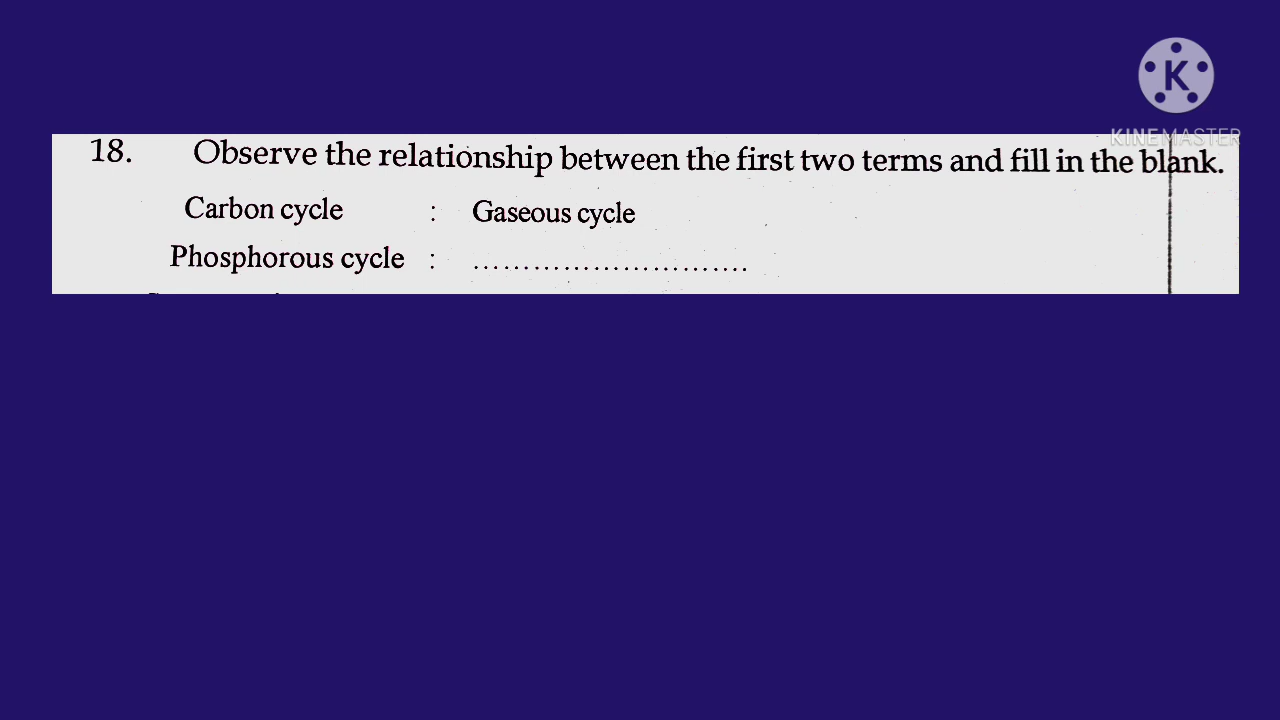 K
KINEMASTER
18. Observe the relationship between the first two terms and fill in the blank.
Carbon cycle : Gaseous cycle
Phosphorous cycle : ............................